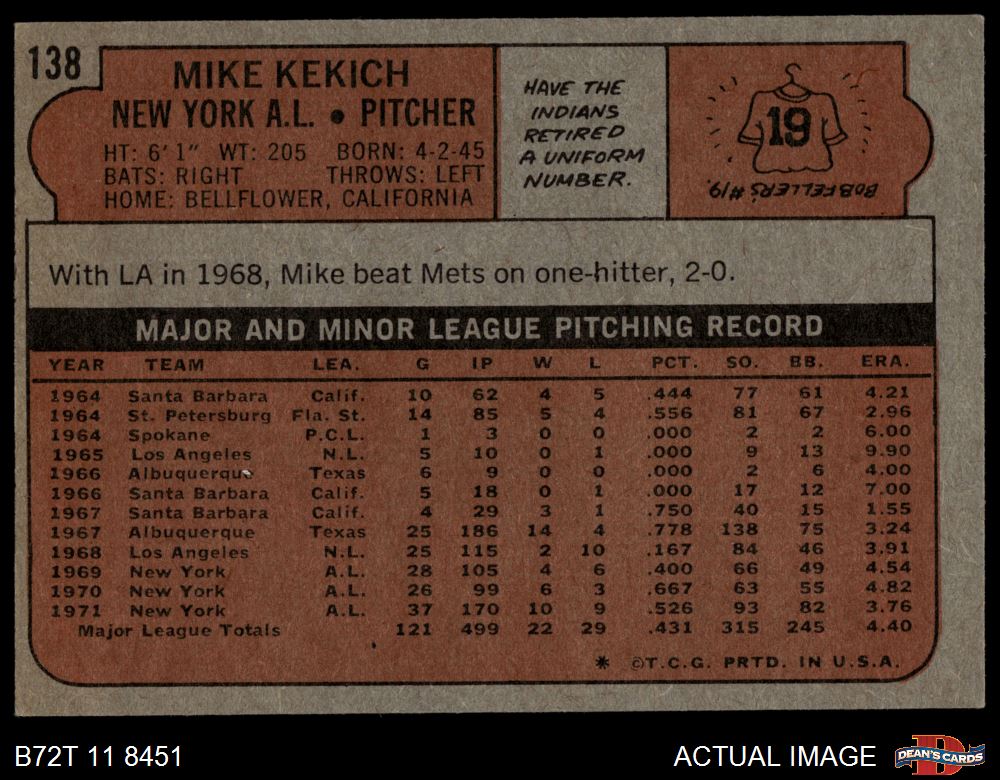 138
MIKE KEKICH
NEW YORK A.L. • PITCHER
HT: 6'1" WT: 205 BORN: 4-2-45
BATS: RIGHT THROWS: LEFT
HOME: BELLFLOWER, CALIFORNIA
HAVE THE
INDIANS
RETIRED
A UNIFORM
NUMBER.
19
BOB FELLER'S #19.
With LA in 1968, Mike beat Mets on one-hitter, 2-0.
MAJOR AND MINOR LEAGUE PITCHING RECORD
YEAR TEAM LEA. G IP W L PCT. SO. BB. ERA.
1964 Santa Barbara Calif. 10 62 4 5 .444 77 61 4.21
1964 St. Petersburg Fla. St. 14 85 5 4 .556 81 67 2.96
1964 Spokane P.C.L. 1 3 0 0 .000 2 2 6.00
1965 Los Angeles N.L. 5 10 0 1 .000 9 13 9.90
1966 Albuquerque Texas 6 9 0 0 .000 2 6 4.00
1966 Santa Barbara Calif. 5 18 0 1 .000 17 12 7.00
1967 Santa Barbara Calif. 4 29 3 1 .750 40 15 1.55
1967 Albuquerque Texas 25 186 14 4 .778 138 75 3.24
1968 Los Angeles N.L. 25 115 2 10 .167 84 46 3.91
1969 New York A.L. 28 105 4 6 .400 66 49 4.54
1970 New York A.L. 26 99 6 3 .667 63 55 4.82
1971 New York A.L. 37 170 10 9 .526 93 82 3.76
Major League Totals 121 499 22 29 .431 315 245 4.40
* ©T.C.G. PRTD. IN U.S.A.
B72T 11 8451
ACTUAL IMAGE
DEAN'S CARDS